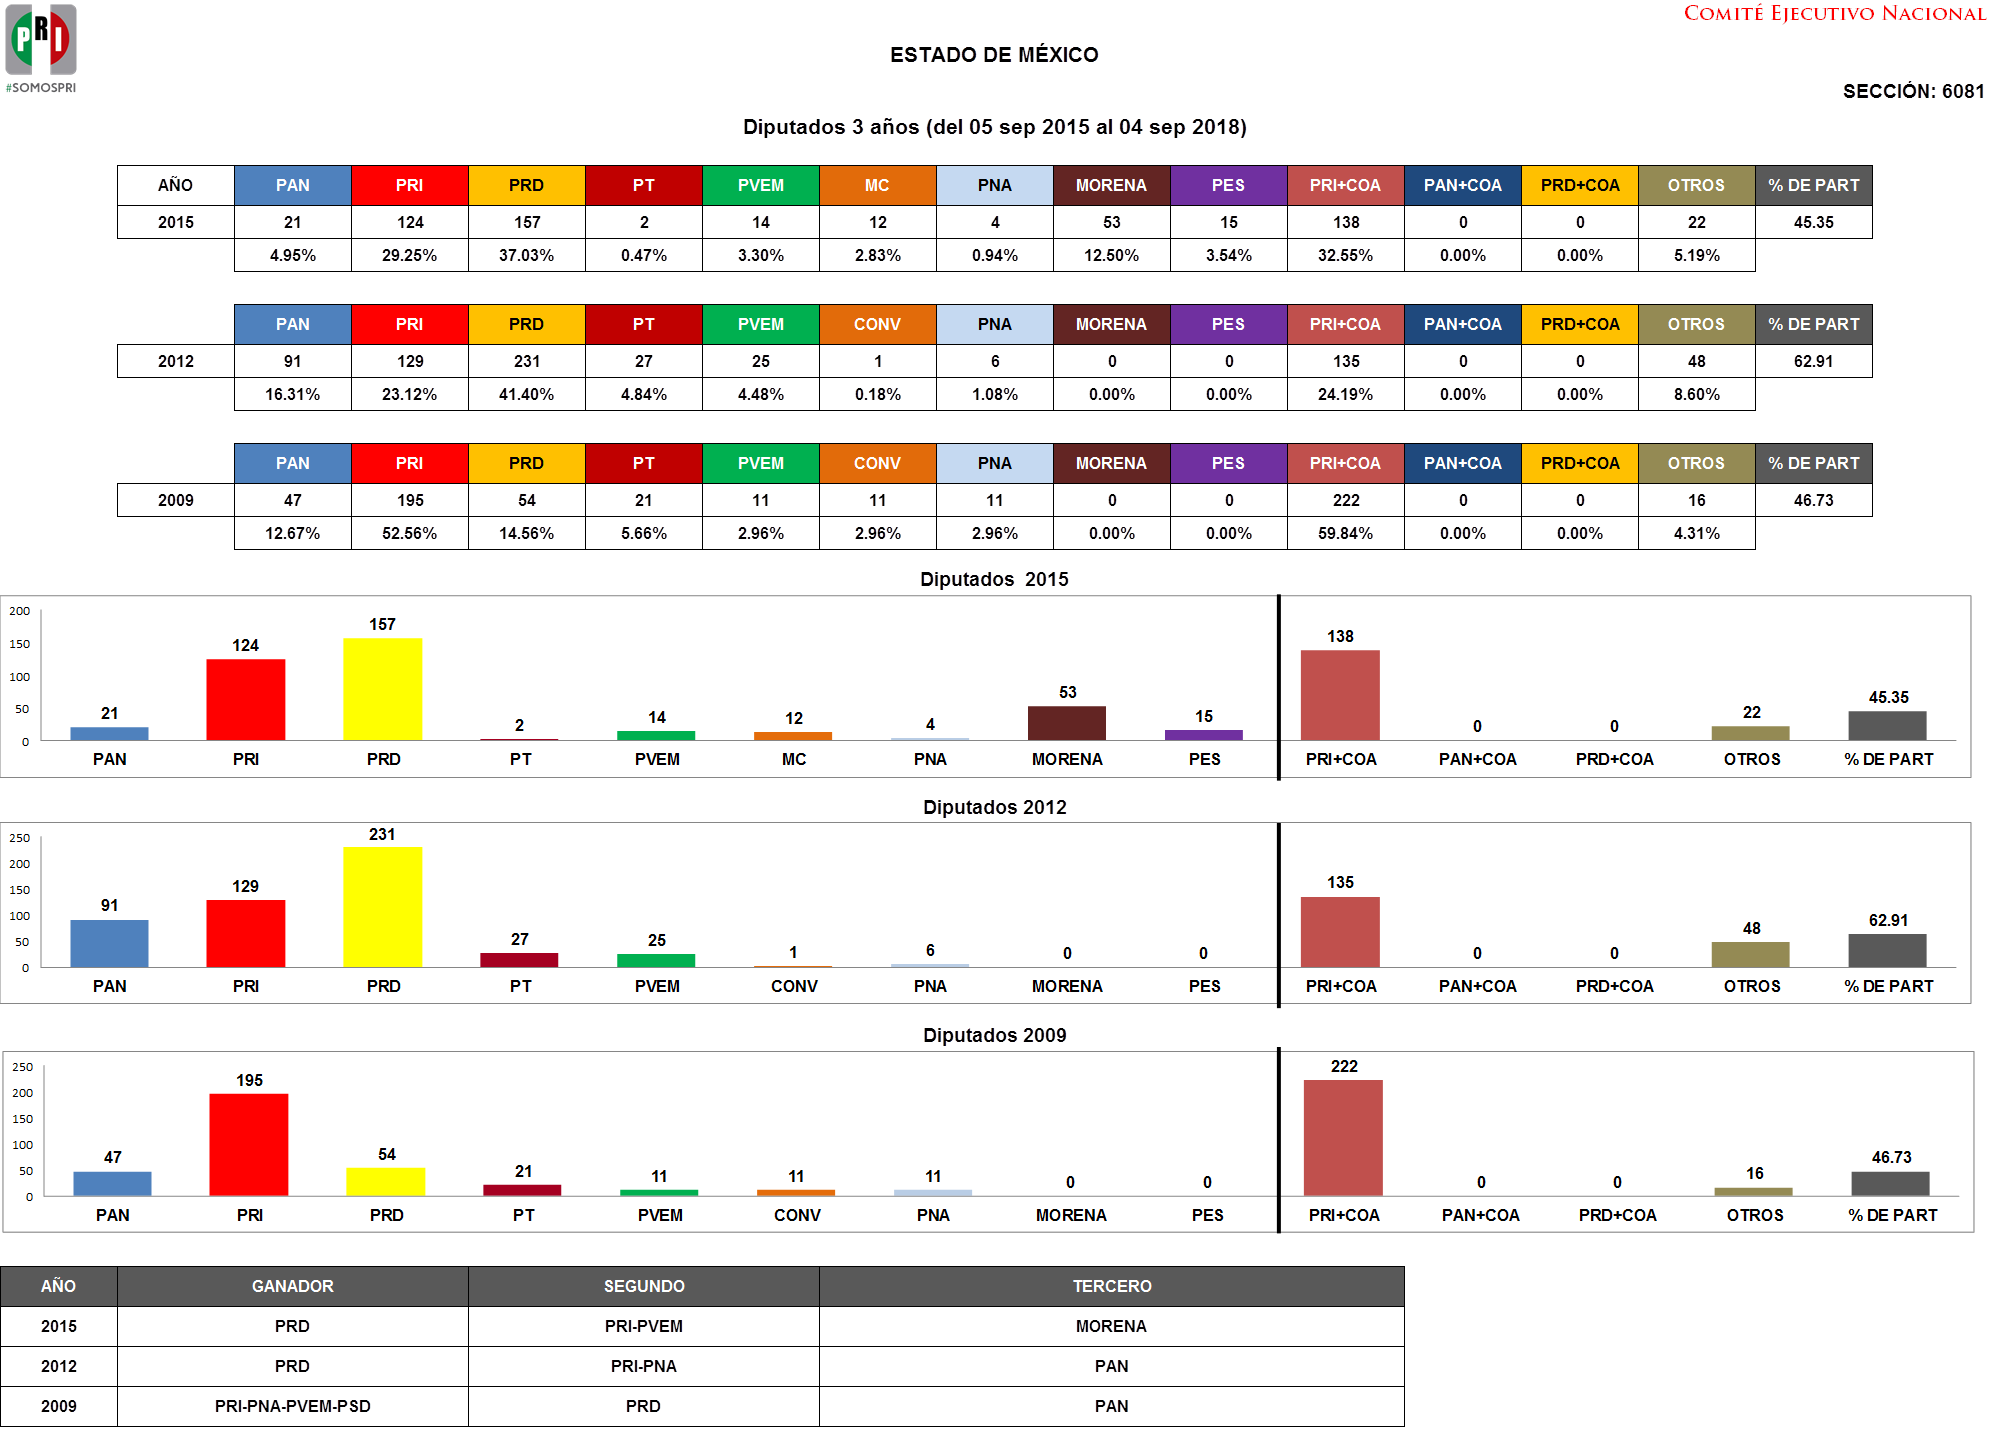 PRI
#SOMOSPRI
COMITÉ EJECUTIVO NACIONAL
ESTADO DE MÉXICO
SECCIÓN: 6081
Diputados 3 años (del 05 sep 2015 al 04 sep 2018)
AÑO PAN PRI PRD PT PVEM MC PNA MORENA PES PRI+COA PAN+COA PRD+COA OTROS % DE PART
2015 21 124 157 2 14 12 4 53 15 138 0 0 22 45.35
4.95% 29.25% 37.03% 0.47% 3.30% 2.83% 0.94% 12.50% 3.54% 32.55% 0.00% 0.00% 5.19%
PAN PRI PRD PT PVEM CONV PNA MORENA PES PRI+COA PAN+COA PRD+COA OTROS % DE PART
2012 91 129 231 27 25 1 6 0 0 135 0 0 48 62.91
16.31% 23.12% 41.40% 4.84% 4.48% 0.18% 1.08% 0.00% 0.00% 24.19% 0.00% 0.00% 8.60%
PAN PRI PRD PT PVEM CONV PNA MORENA PES PRI+COA PAN+COA PRD+COA OTROS % DE PART
2009 47 195 54 21 11 11 11 0 0 222 0 0 16 46.73
12.67% 52.56% 14.56% 5.66% 2.96% 2.96% 2.96% 0.00% 0.00% 59.84% 0.00% 0.00% 4.31%
Diputados 2015
200
150
100
50
0
21 124 157 2 14 12 4 53 15 138 0 0 22 45.35
PAN PRI PRD PT PVEM MC PNA MORENA PES PRI+COA PAN+COA PRD+COA OTROS % DE PART
Diputados 2012
250
200
150
100
50
0
91 129 231 27 25 1 6 0 0 135 0 0 48 62.91
PAN PRI PRD PT PVEM CONV PNA MORENA PES PRI+COA PAN+COA PRD+COA OTROS % DE PART
Diputados 2009
250
200
150
100
50
0
47 195 54 21 11 11 11 0 0 222 0 0 16 46.73
PAN PRI PRD PT PVEM CONV PNA MORENA PES PRI+COA PAN+COA PRD+COA OTROS % DE PART
AÑO GANADOR SEGUNDO TERCERO
2015 PRD PRI-PVEM MORENA
2012 PRD PRI-PNA PAN
2009 PRI-PNA-PVEM-PSD PRD PAN